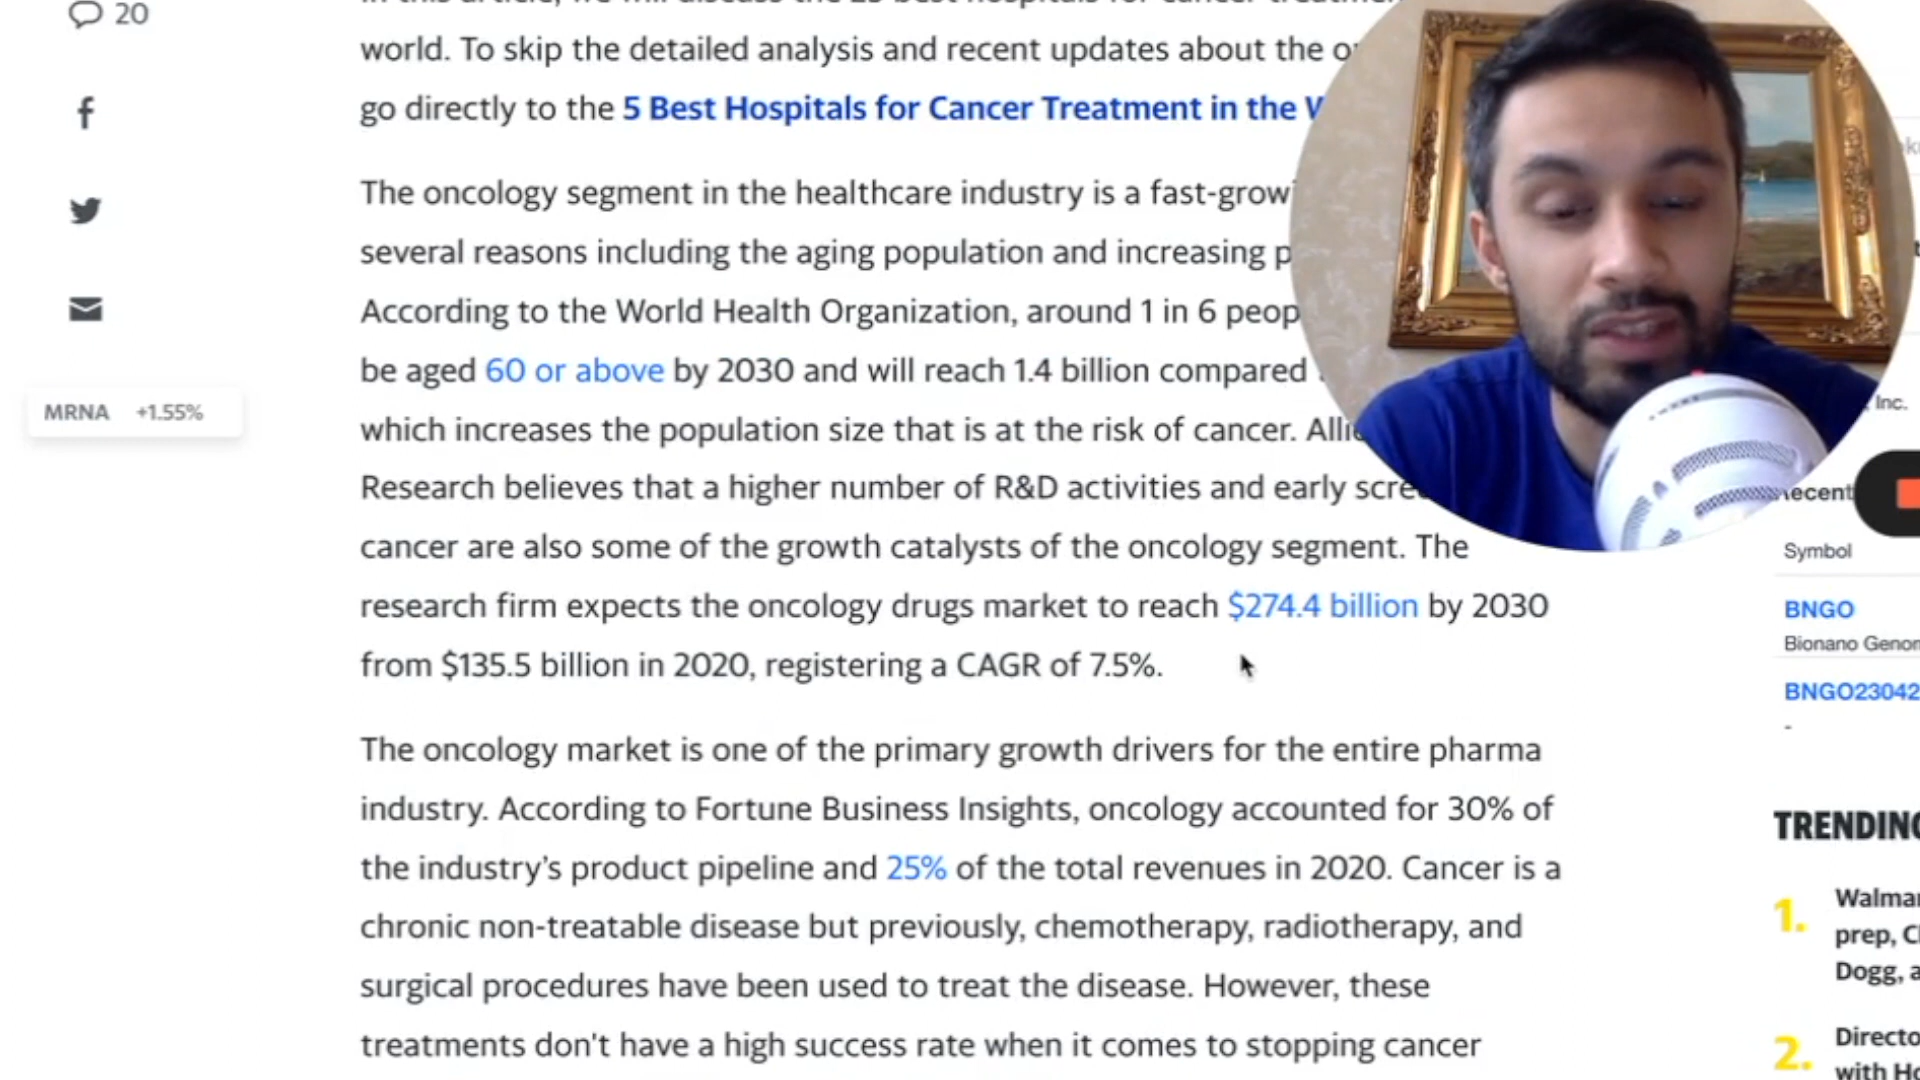 20
world. To skip the detailed analysis and recent updates about the
go directly to the 5 Best Hospitals for Cancer Treatment in the
The oncology segment in the healthcare industry is a
several reasons including the aging population and increasing
According to the World Health Organization, around 1 in 6
be aged 60 or above by 2030 and will reach 1.4 billion compared
MRNA +1.55%
which increases the population size that is at the risk of cancer.
Research believes that a higher number of R&D activities and early
cancer are also some of the growth catalysts of the oncology segment. The
research firm expects the oncology drugs market to reach $274.4 billion by 2030
from $135.5 billion in 2020, registering a CAGR of 7.5%.
The oncology market is one of the primary growth drivers for the entire pharma
industry. According to Fortune Business Insights, oncology accounted for 30% of
the industry’s product pipeline and 25% of the total revenues in 2020. Cancer is a
chronic non-treatable disease but previously, chemotherapy, radiotherapy, and
surgical procedures have been used to treat the disease. However, these
treatments don't have a high success rate when it comes to stopping cancer
Inc.
Symbol
BNGO
Bionano
BNGO23042
-
TRENDING
1.
prep,
Dogg,
2.
with